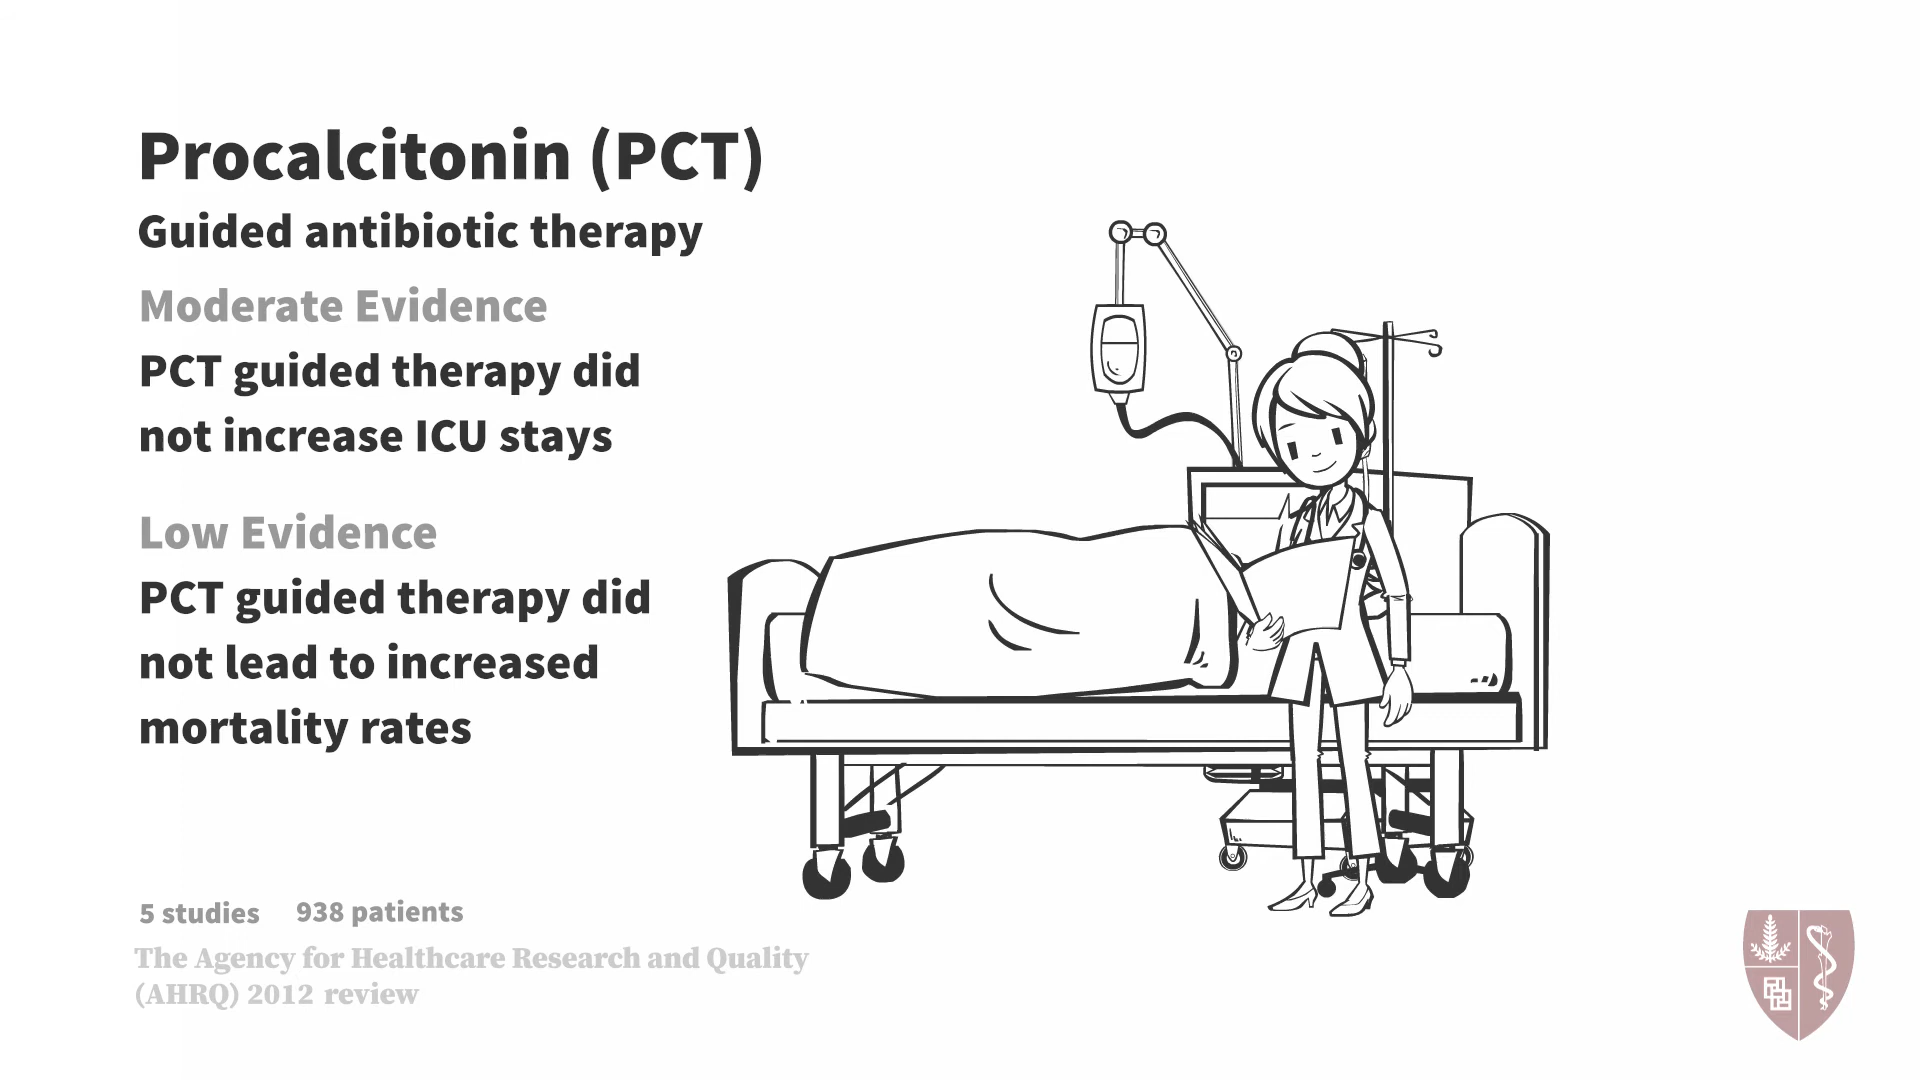 Procalcitonin (PCT)
Guided antibiotic therapy
Moderate Evidence
PCT guided therapy did
not increase ICU stays
Low Evidence
PCT guided therapy did
not lead to increased
mortality rates
5 studies 938 patients
The Agency for Healthcare Research and Quality
(AHRQ) 2012 review